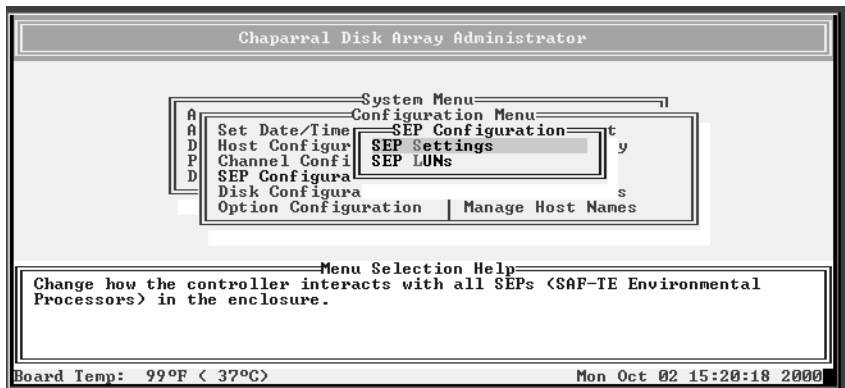 Chaparral Disk Array Administrator
System Menu
A
Configuration Menu
A
Set Date/Time
SEP Configuration
t
D
Host Configur
SEP Settings
y
P
Channel Confi
SEP LUNs
D
SEP Configura
Disk Configura
s
Option Configuration | Manage Host Names
Menu Selection Help
Change how the controller interacts with all SEPs (SAF-TE Environmental
Processors) in the enclosure.
Board Temp: 99ºF ( 37ºC) Mon Oct 02 15:20:18 2000